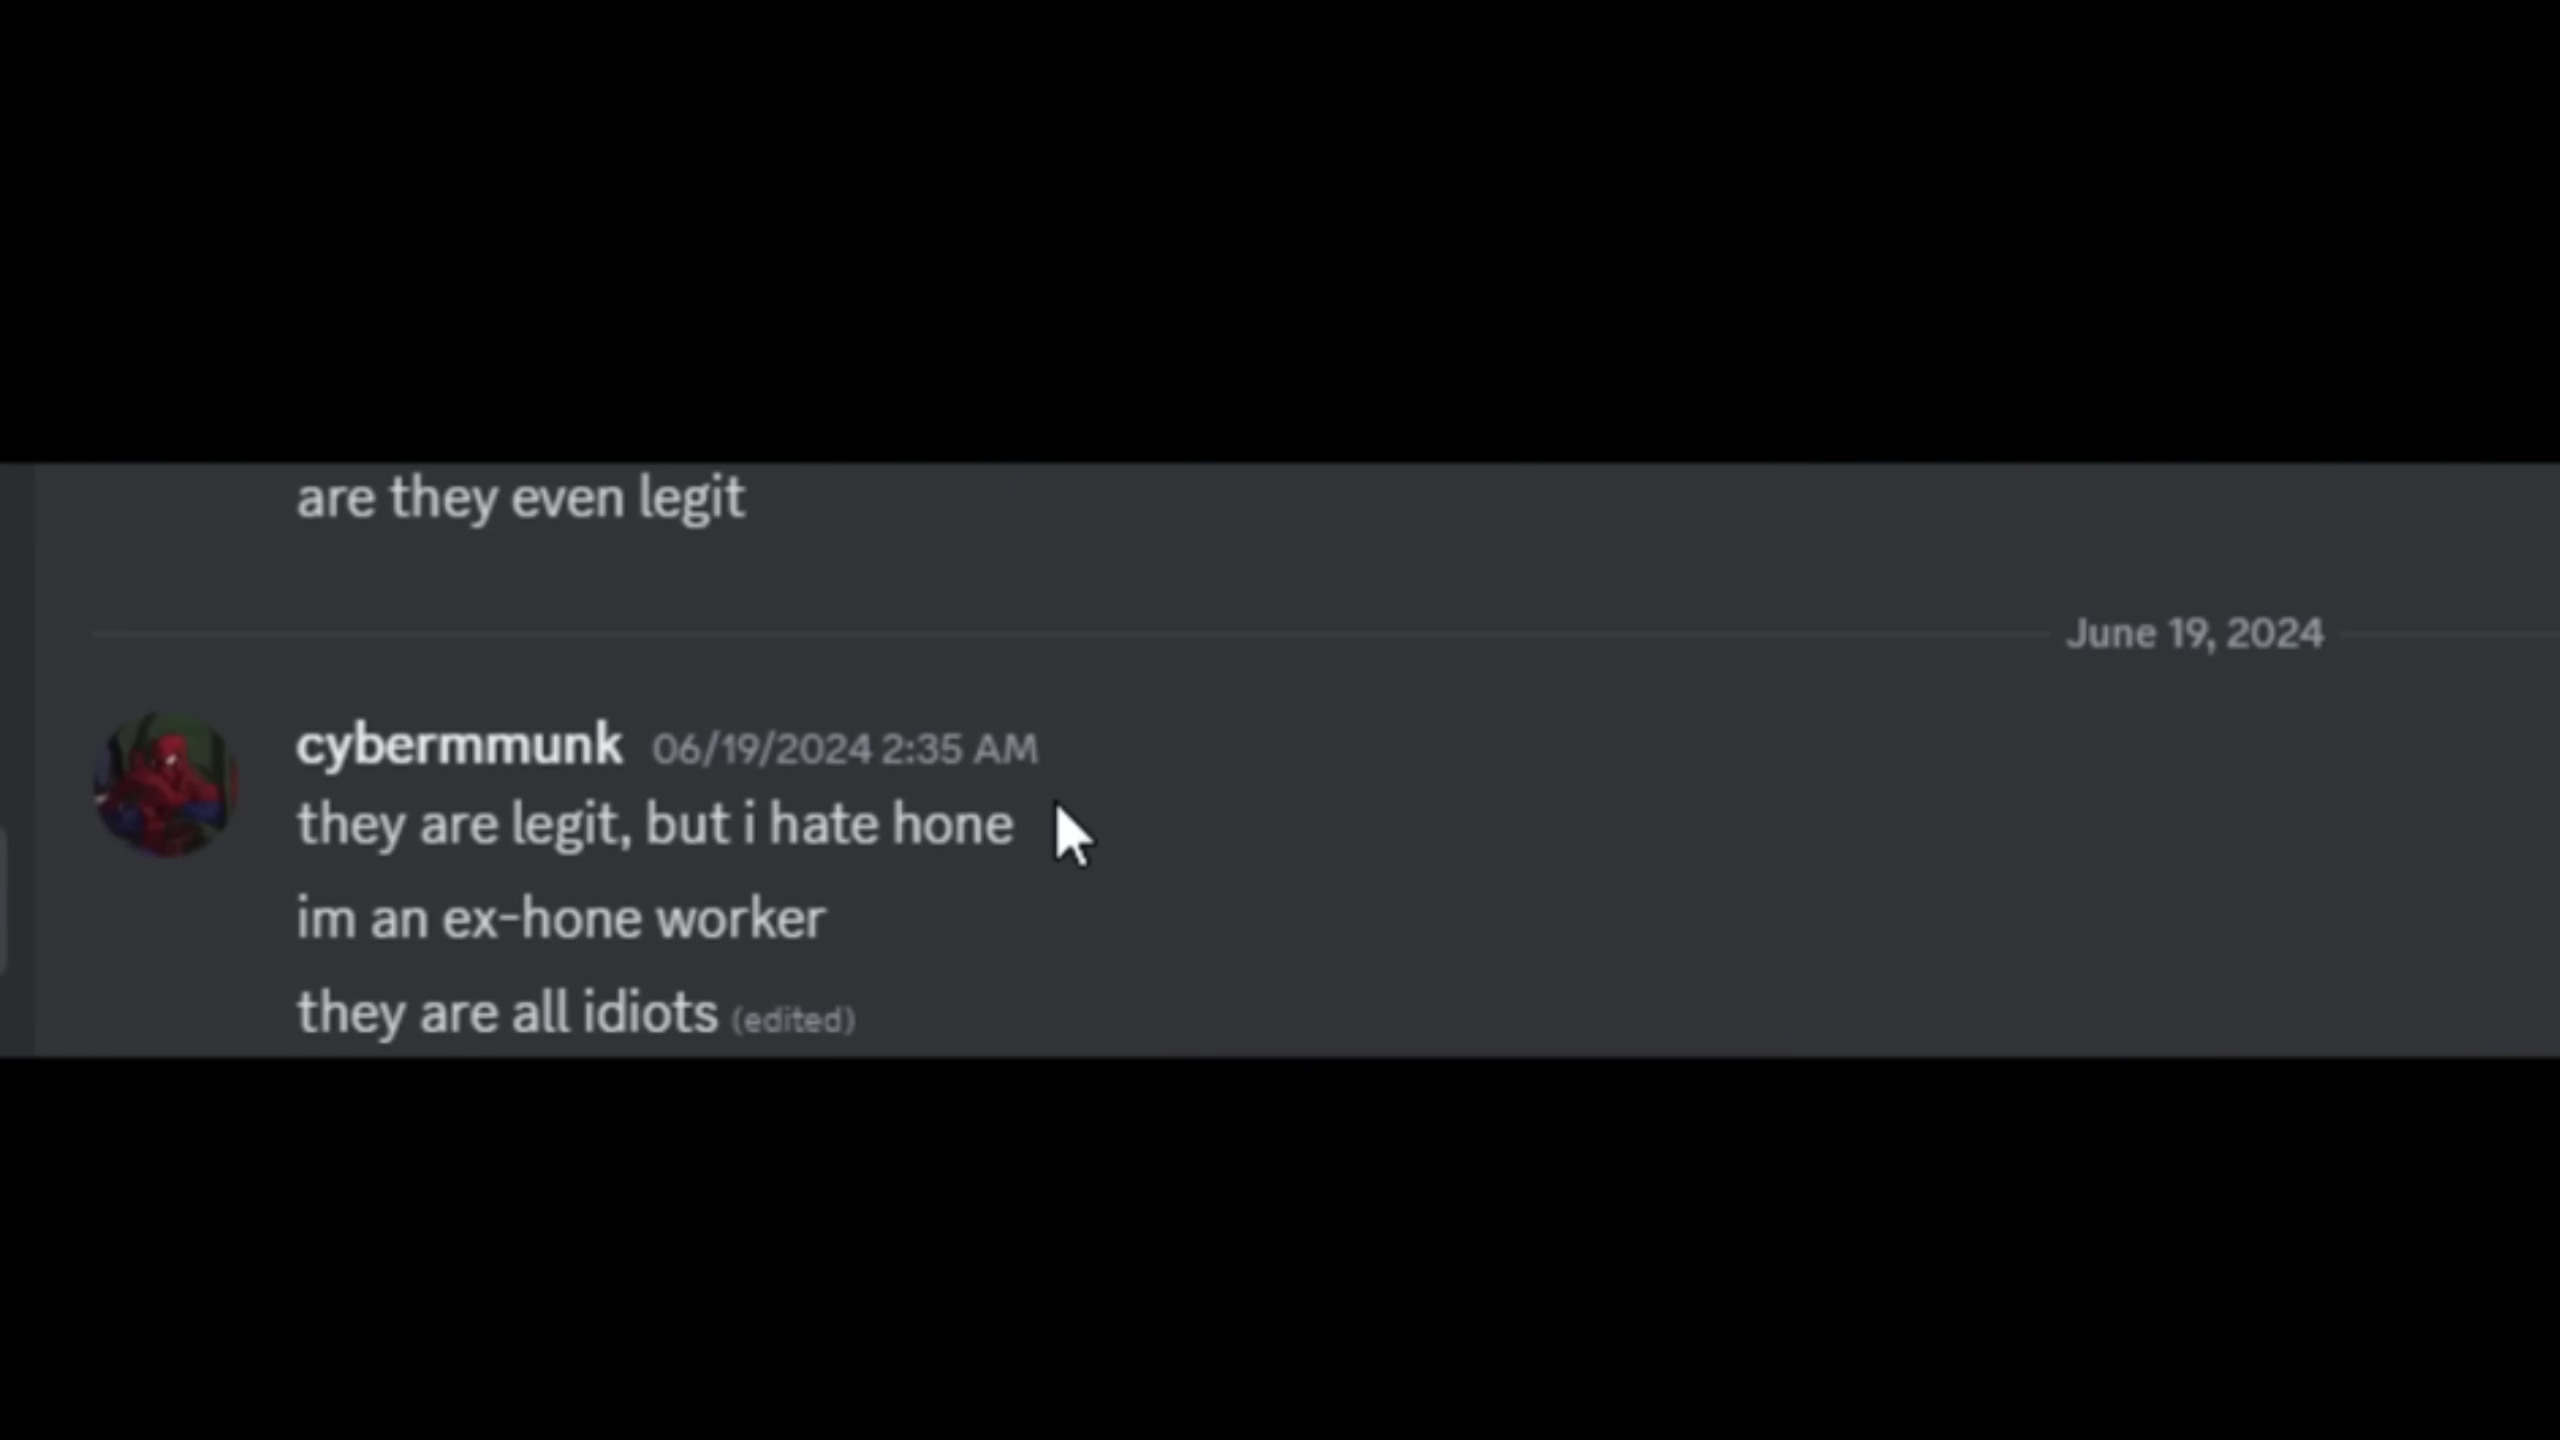 are they even legit
June 19, 2024
cybermmunk 06/19/2024 2:35 AM
they are legit, but i hate hone
im an ex-hone worker
they are all idiots (edited)